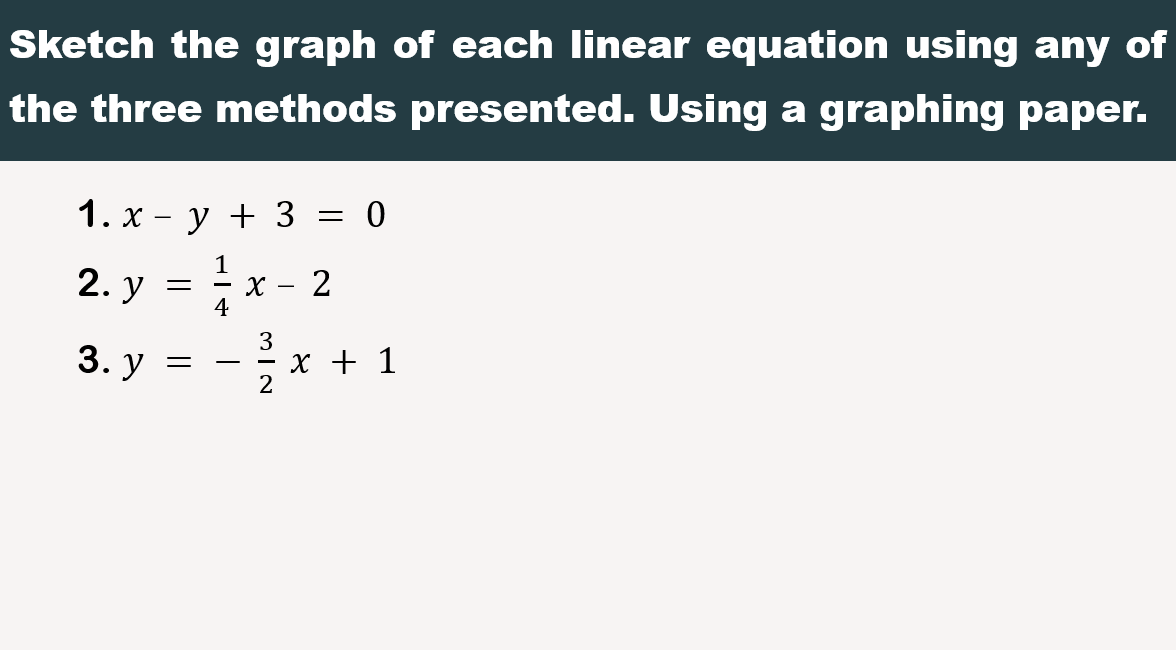 Sketch the graph of each linear equation using any of
the three methods presented. Using a graphing paper.
1. x – y + 3 = 0
2. y = 1/4 x – 2
3. y = − 3/2 x + 1